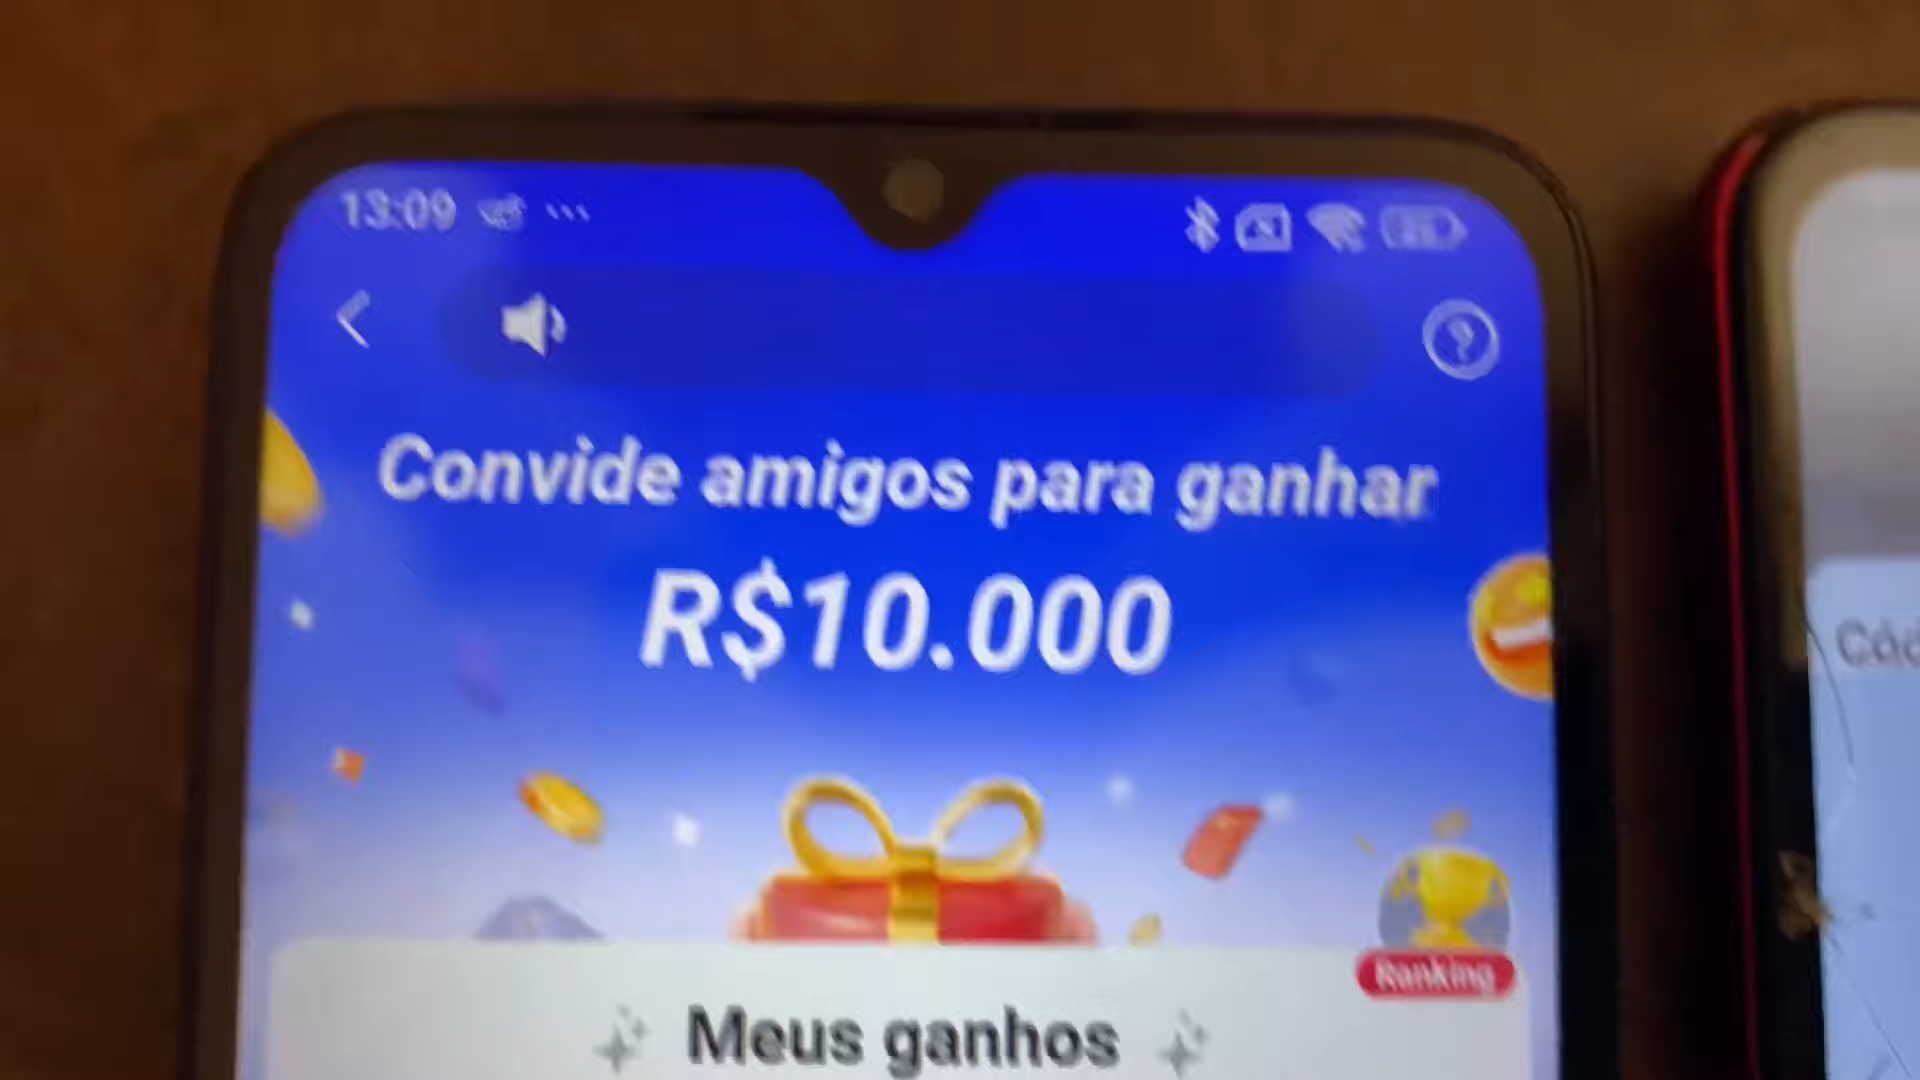 13:09
Convide amigos para ganhar
R$10.000
Ranking
Meus ganhos